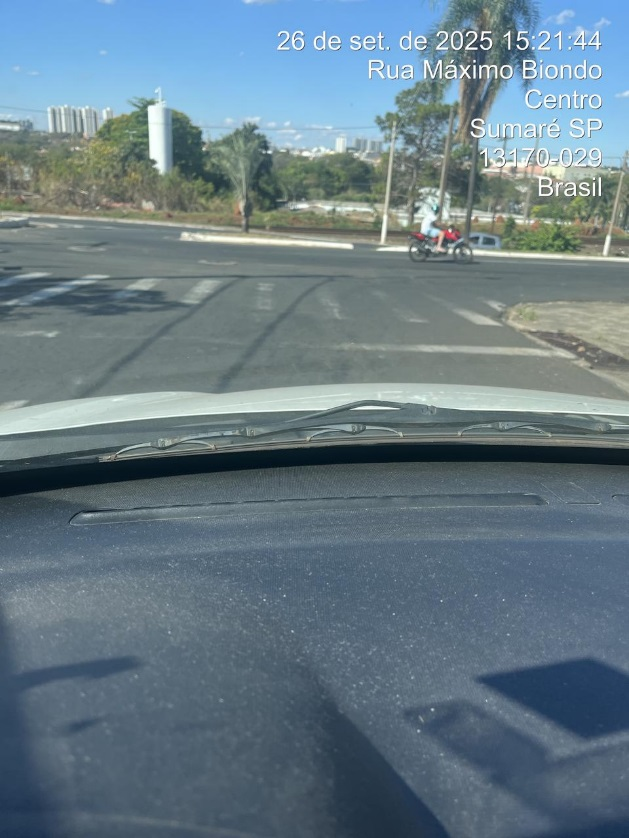 26 de set. de 2025 15:21:44
Rua Máximo Biondo
Centro
Sumaré SP
13170-029
Brasil